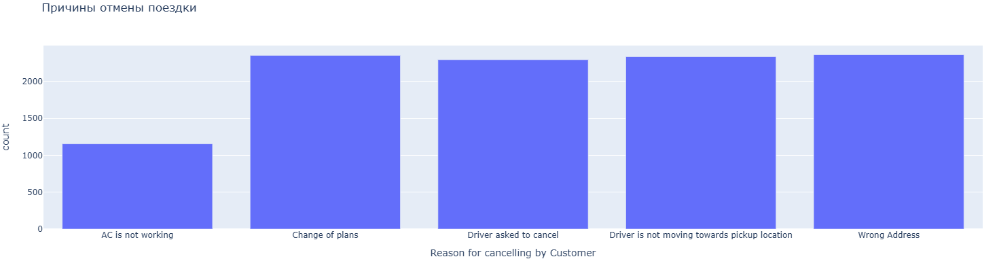 Причины отмены поездки
count
2000
1500
1000
500
0
AC is not working
Change of plans
Driver asked to cancel
Driver is not moving towards pickup location
Wrong Address
Reason for cancelling by Customer